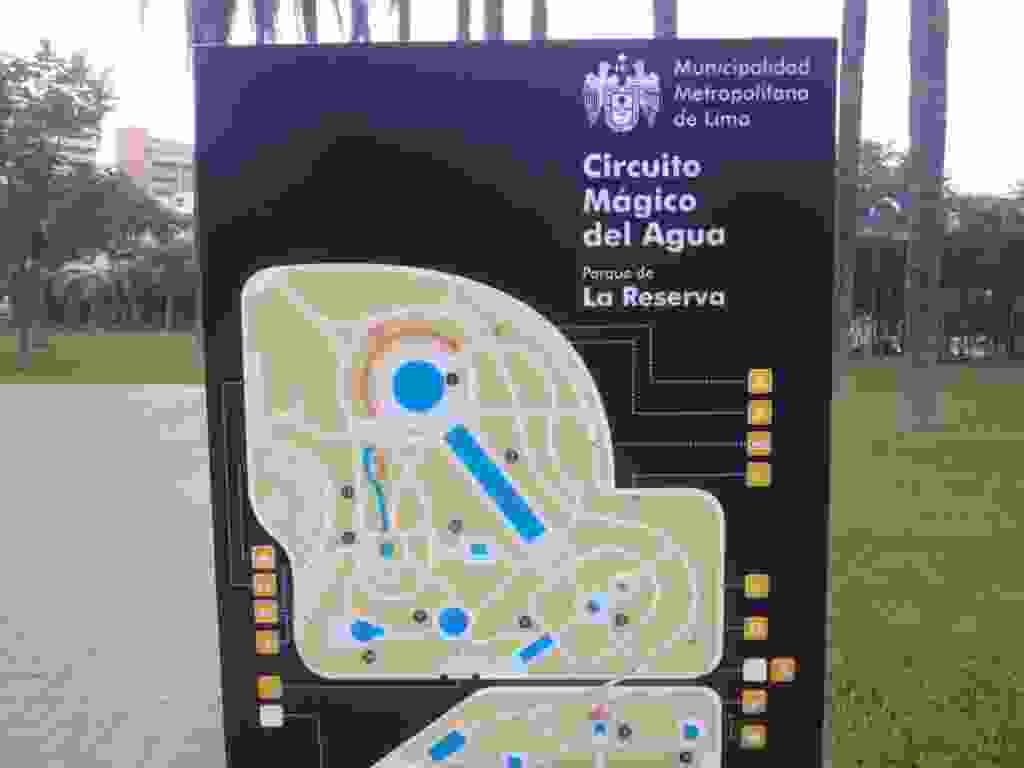 Municipalidad
Metropolitana
de Lima
Circuito
Mágico
del Agua
Parque de
La Reserva